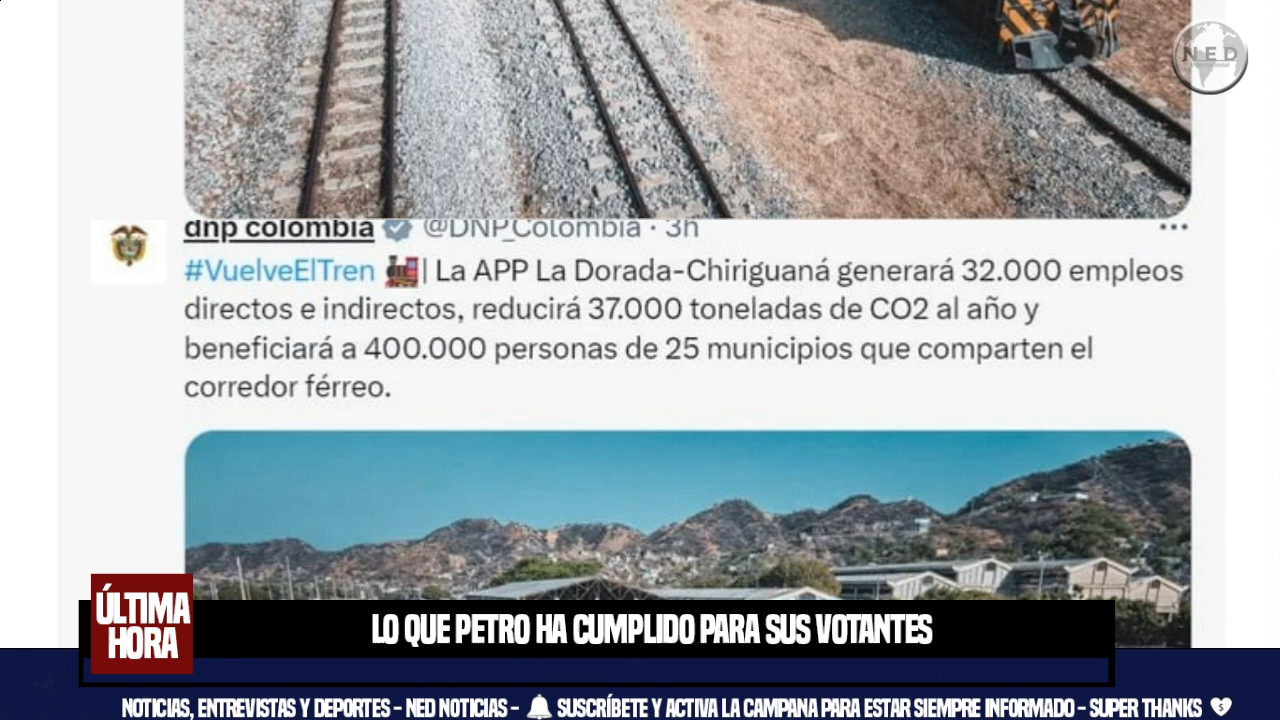 NED
International
dnp colombia @DNP_Colombia · 3h
#VuelveElTren 🚂| La APP La Dorada-Chiriguaná generará 32.000 empleos
directos e indirectos, reducirá 37.000 toneladas de CO2 al año y
beneficiará a 400.000 personas de 25 municipios que comparten el
corredor férreo.
ÚLTIMA
HORA
LO QUE PETRO HA CUMPLIDO PARA SUS VOTANTES
NOTICIAS, ENTREVISTAS Y DEPORTES - NED NOTICIAS - 🔔 SUSCRÍBETE Y ACTIVA LA CAMPANA PARA ESTAR SIEMPRE INFORMADO - SUPER THANKS